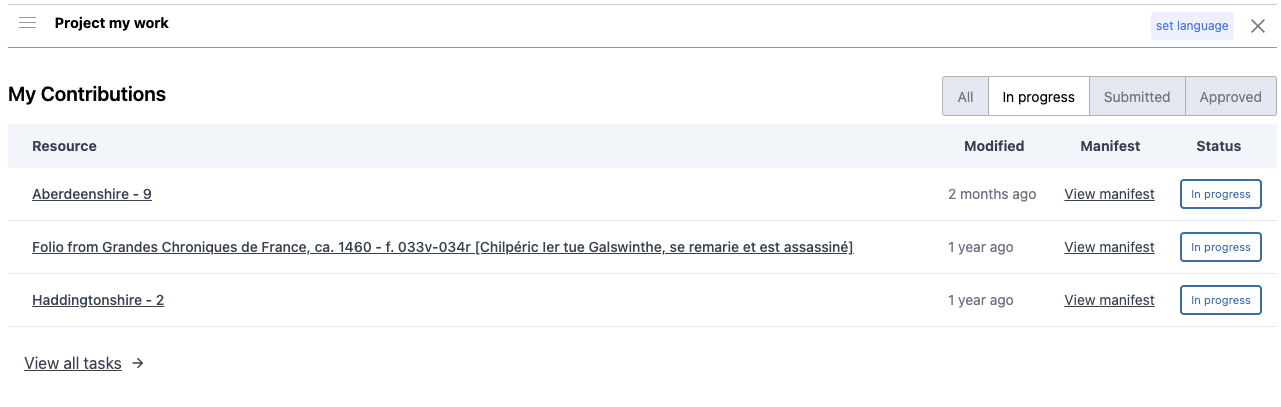 Project my work
set language
My Contributions
All In progress Submitted Approved
Resource Modified Manifest Status
Aberdeenshire - 9 2 months ago View manifest In progress
Folio from Grandes Chroniques de France, ca. 1460 - f. 033v-034r [Chilpéric Ier tue Galswinthe, se remarie et est assassiné] 1 year ago View manifest In progress
Haddingtonshire - 2 1 year ago View manifest In progress
View all tasks →